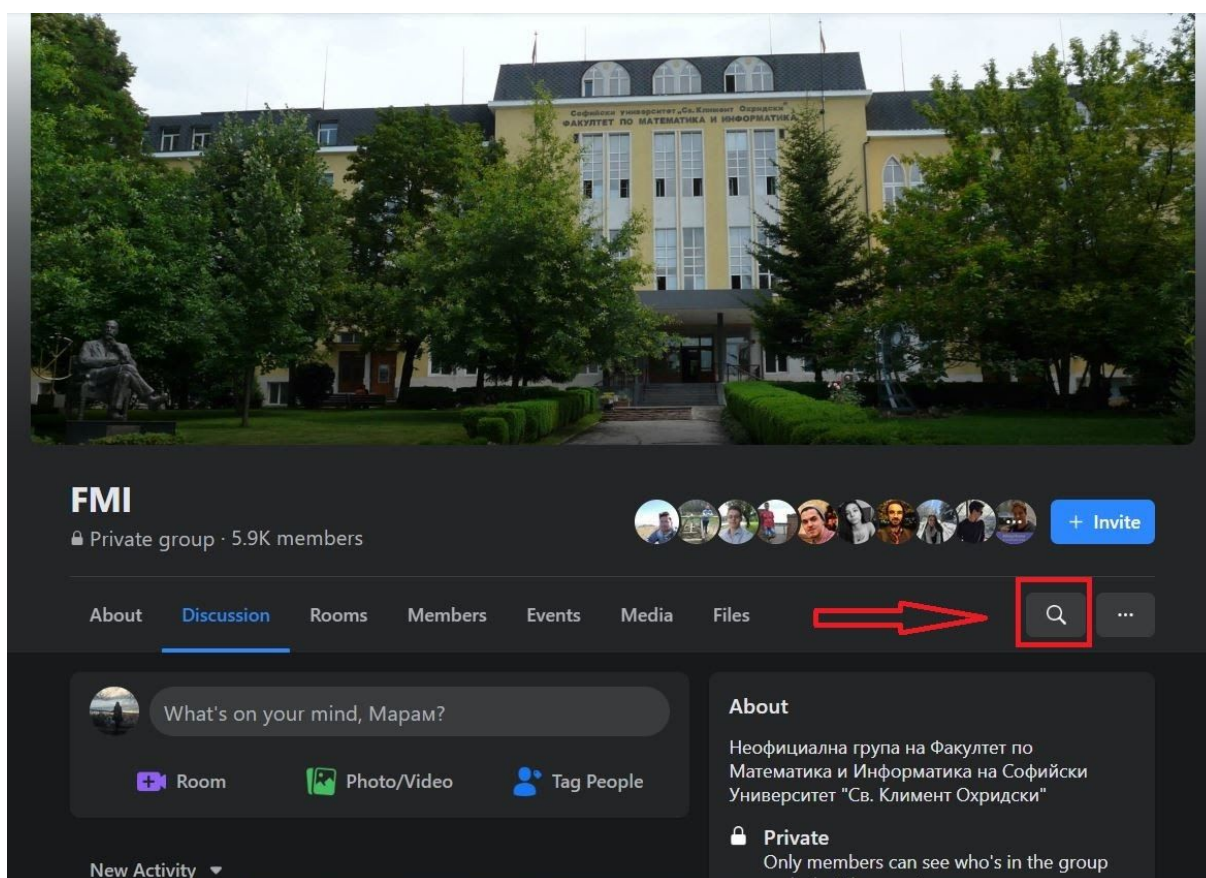 Софийски университет „Св. Климент Охридски“
ФАКУЛТЕТ ПО МАТЕМАТИКА И ИНФОРМАТИКА
FMI
Private group · 5.9K members
+ Invite
About Discussion Rooms Members Events Media Files
What's on your mind, Марам?
Room Photo/Video Tag People
New Activity
About
Неофициална група на Факултет по
Математика и Информатика на Софийски
Университет "Св. Климент Охридски"
Private
Only members can see who's in the group